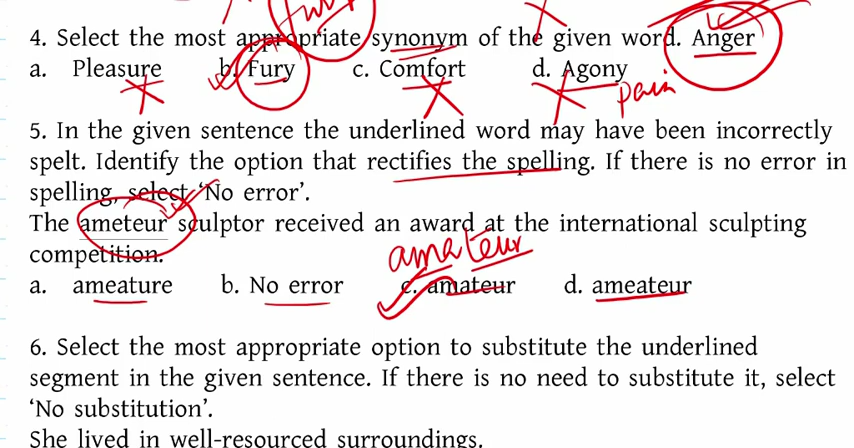 4. Select the most appropriate synonym of the given word. Anger
a. Pleasure b. Fury c. Comfort d. Agony
pain
5. In the given sentence the underlined word may have been incorrectly
spelt. Identify the option that rectifies the spelling. If there is no error in
spelling, select 'No error'.
The ameteur sculptor received an award at the international sculpting
competition.
amateur
a. ameature b. No error c. amateur d. ameateur
6. Select the most appropriate option to substitute the underlined
segment in the given sentence. If there is no need to substitute it, select
'No substitution'.
She lived in well-resourced surroundings.